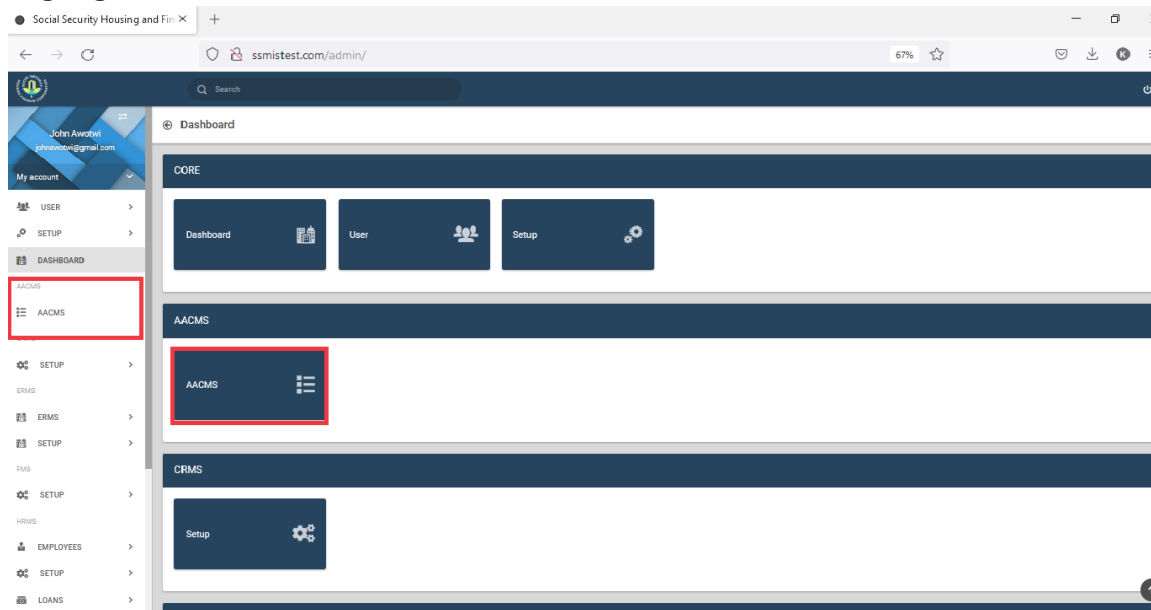 Social Security Housing and Fin
ssmistest.com/admin/
67%
K
Search
John Awotwi
johnawotwi@gmail.com
My account
USER
SETUP
DASHBOARD
AACMS
AACMS
SETUP
ERMS
ERMS
SETUP
FMS
SETUP
HRMS
EMPLOYEES
SETUP
LOANS
Dashboard
CORE
Dashboard
User
Setup
AACMS
AACMS
CRMS
Setup